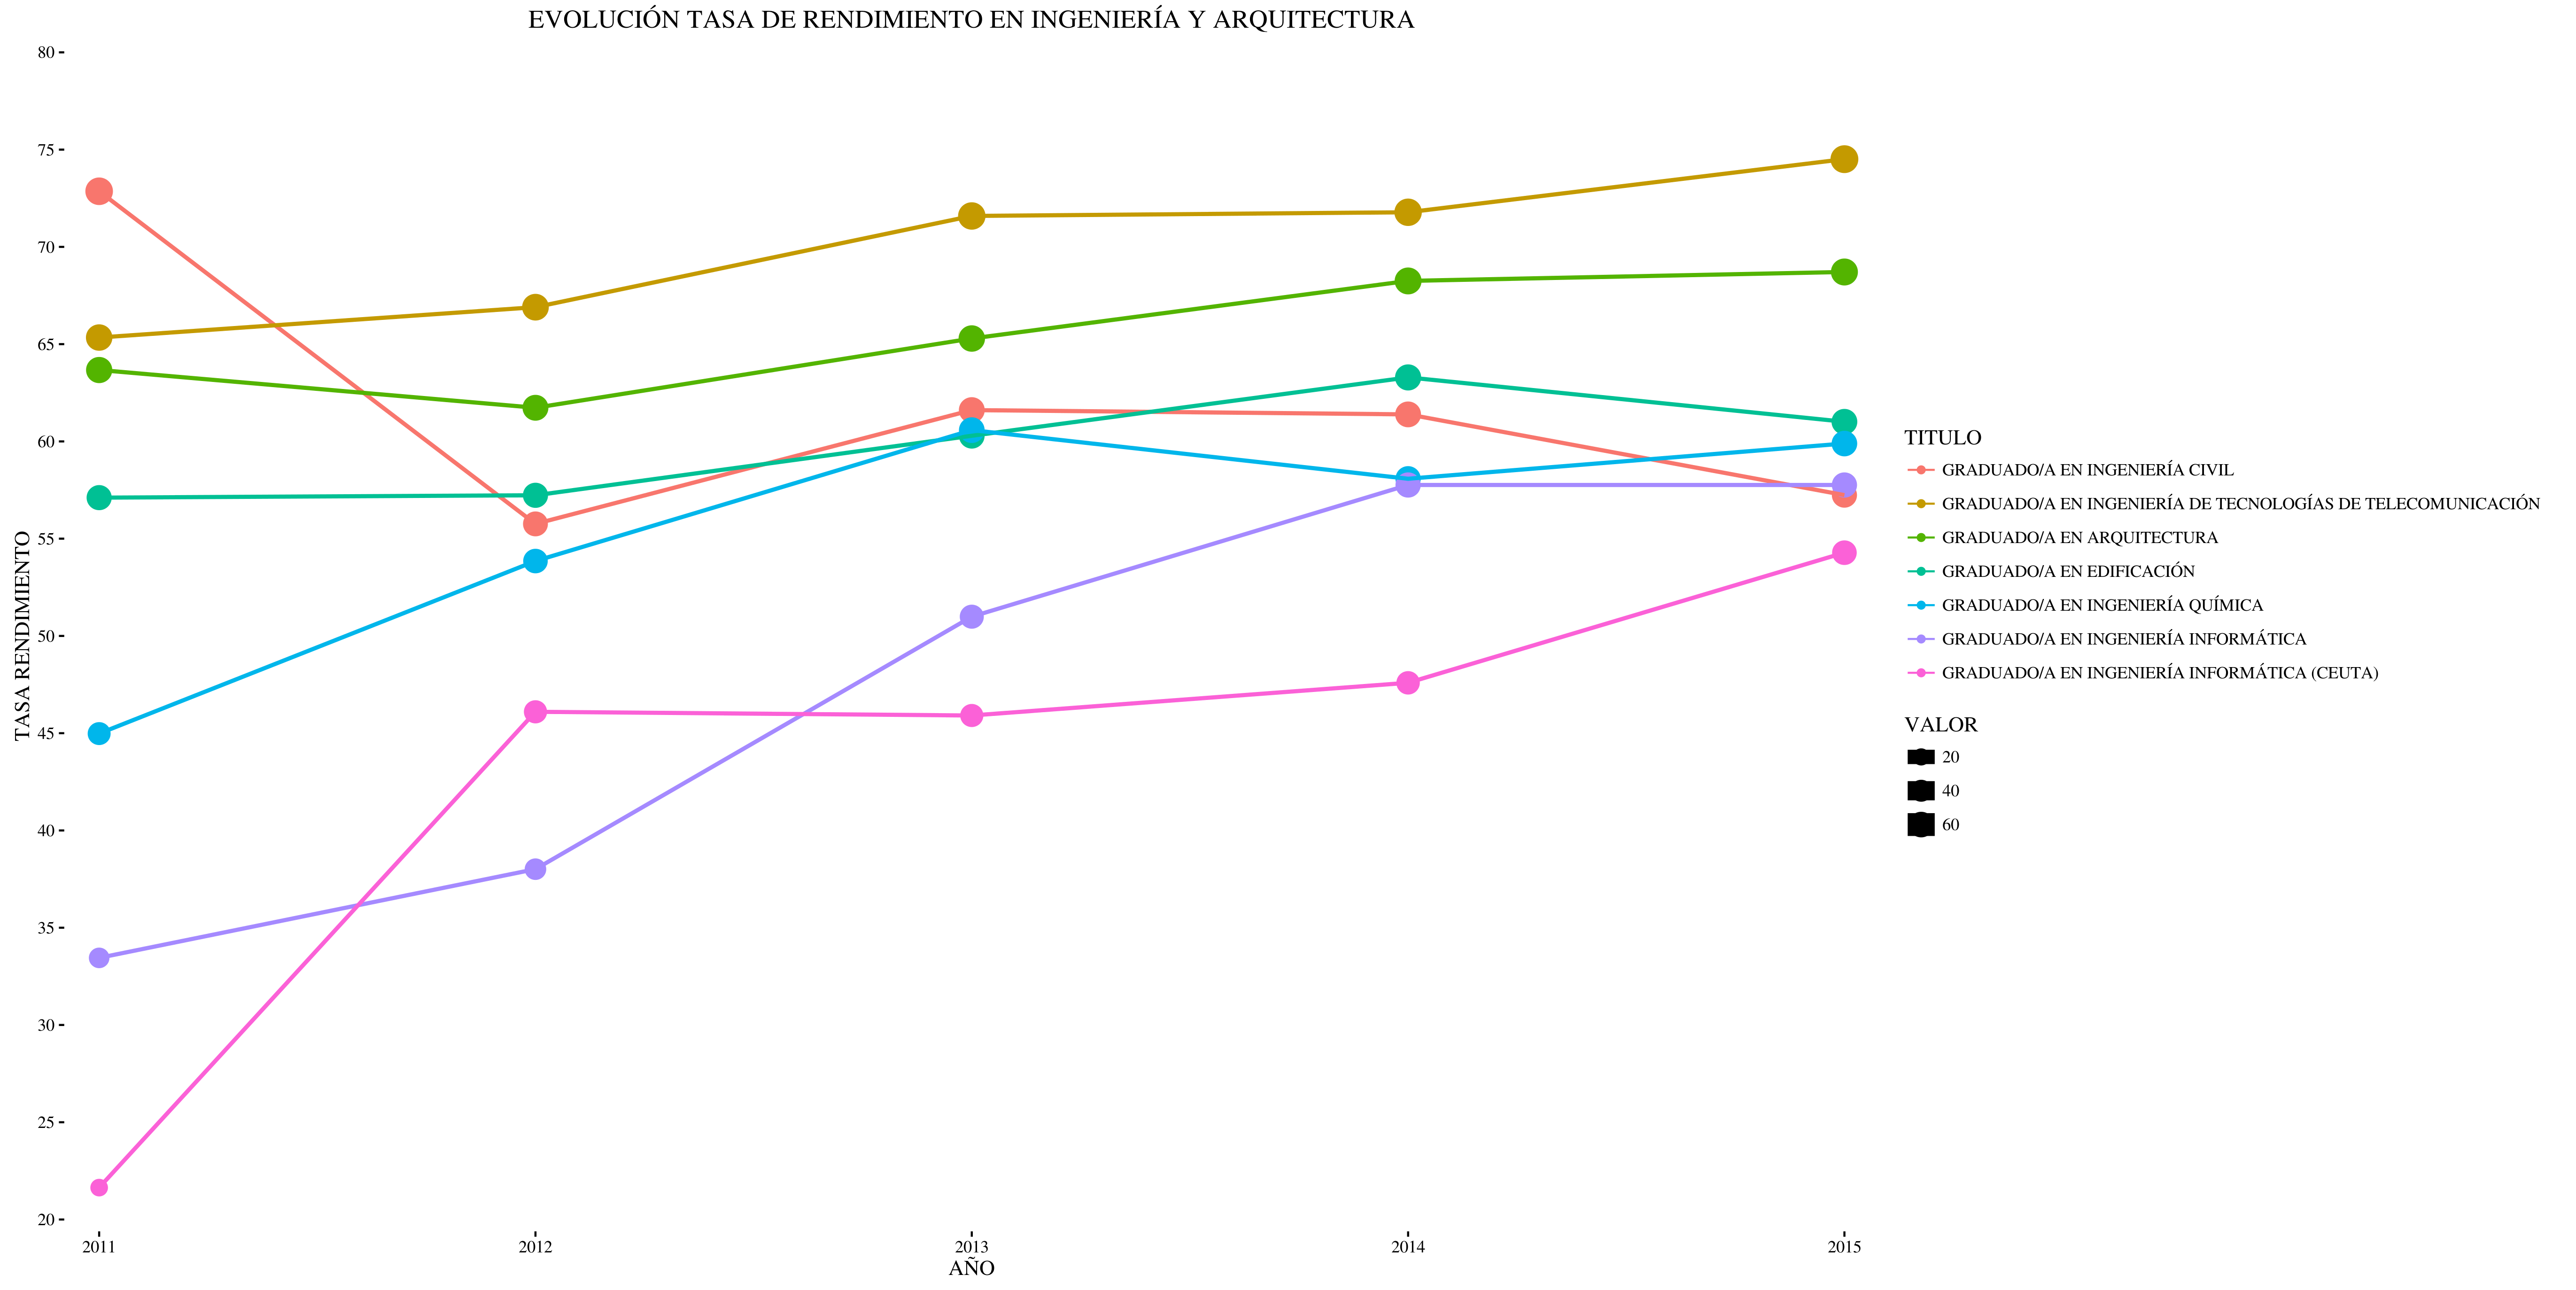 EVOLUCIÓN TASA DE RENDIMIENTO EN INGENIERÍA Y ARQUITECTURA
80
75
70
65
60
55
50
45
40
35
30
25
20
TASA RENDIMIENTO
2011
2012
2013
2014
2015
AÑO
TITULO
GRADUADO/A EN INGENIERÍA CIVIL
GRADUADO/A EN INGENIERÍA DE TECNOLOGÍAS DE TELECOMUNICACIÓN
GRADUADO/A EN ARQUITECTURA
GRADUADO/A EN EDIFICACIÓN
GRADUADO/A EN INGENIERÍA QUÍMICA
GRADUADO/A EN INGENIERÍA INFORMÁTICA
GRADUADO/A EN INGENIERÍA INFORMÁTICA (CEUTA)
VALOR
20
40
60